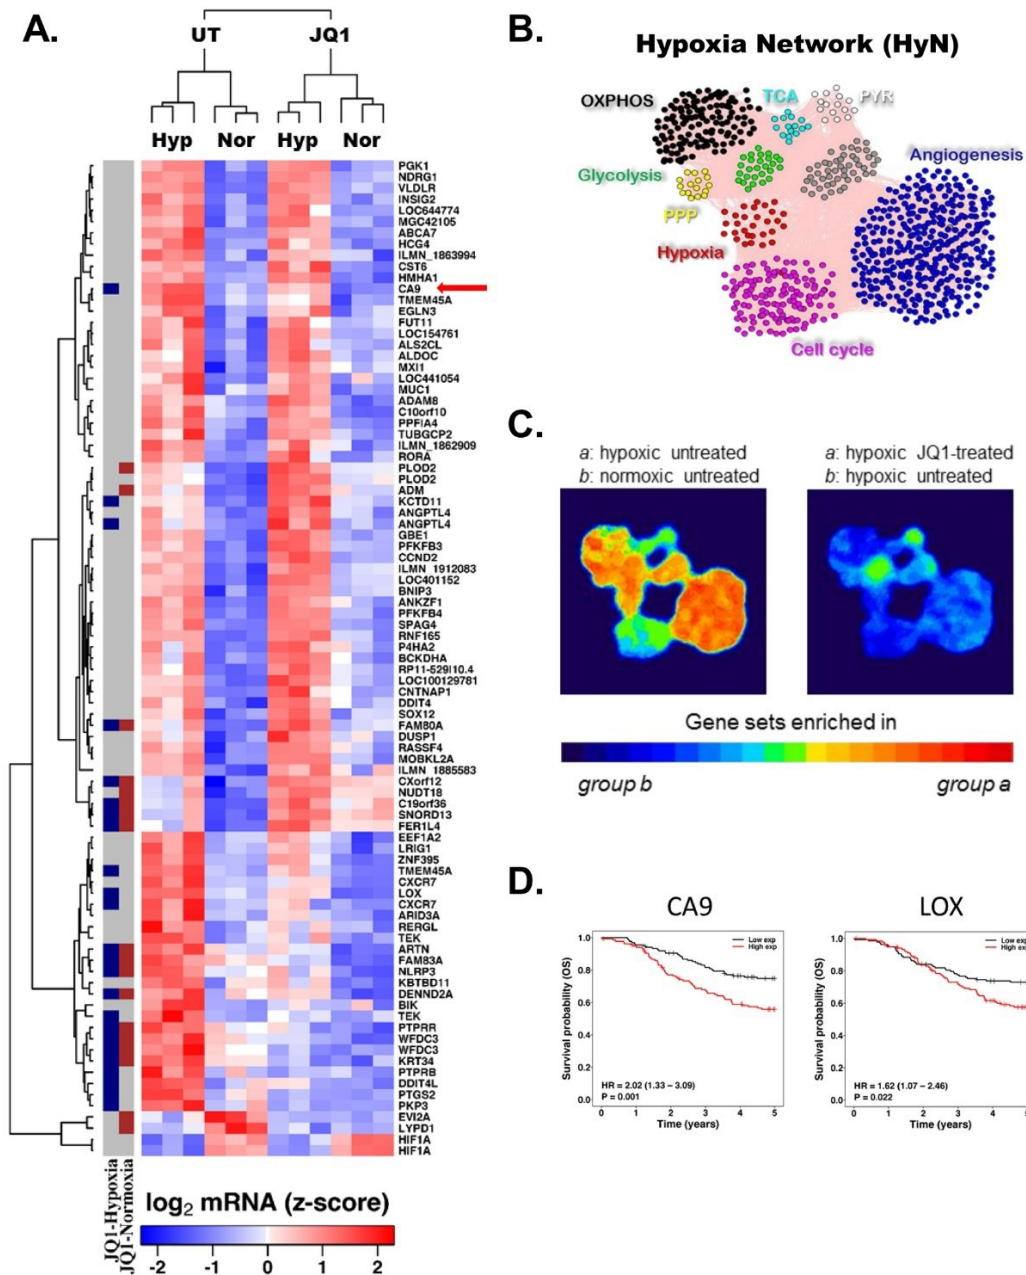 A.
UT
JQ1
Hyp
Nor
Hyp
Nor
PGK1
NDRG1
VLDLR
INSIG2
LOC644774
MGC42105
ABCA7
HCG4
ILMN_1863994
CST6
HMHA1
CA9
TMEM45A
EGLN3
FUT11
LOC154761
ALS2CL
ALDOC
MXI1
LOC441054
MUC1
ADAM8
C10orf10
PPFIA4
TUBGCP2
ILMN_1862909
RORA
PLOD2
PLOD2
ADM
KCTD11
ANGPTL4
ANGPTL4
GBE1
PFKFB3
CCND2
ILMN_1912083
LOC401152
BNIP3
ANKZF1
PFKFB4
SPAG4
RNF165
P4HA2
BCKDHA
RP11-529I10.4
LOC100129781
CNTNAP1
DDIT4
SOX12
FAM80A
DUSP1
RASSF4
MOBKL2A
ILMN_1885583
CXorf12
NUDT18
C19orf36
SNORD13
FER1L4
EEF1A2
LRIG1
ZNF395
TMEM45A
CXCR7
LOX
CXCR7
ARID3A
RERGL
TEK
ARTN
FAM83A
NLRP3
KBTBD11
DENND2A
BIK
TEK
PTPRR
WFDC3
WFDC3
KRT34
PTPRB
DDIT4L
PTGS2
PKP3
EVI2A
LYPD1
HIF1A
HIF1A
JQ1-Hypoxia
JQ1-Normoxia
log2 mRNA (z-score)
-2 -1 0 1 2
B.
Hypoxia Network (HyN)
OXPHOS
TCA
PYR
Glycolysis
Angiogenesis
PPP
Hypoxia
Cell cycle
C.
a: hypoxic untreated
b: normoxic untreated
a: hypoxic JQ1-treated
b: hypoxic untreated
Gene sets enriched in
group b
group a
D.
CA9
Survival probability (OS)
1.0
0.8
0.6
0.4
0.2
0.0
Low exp
High exp
HR = 2.02 (1.33 – 3.09)
P = 0.001
0 1 2 3 4 5
Time (years)
LOX
Survival probability (OS)
1.0
0.8
0.6
0.4
0.2
0.0
Low exp
High exp
HR = 1.62 (1.07 – 2.46)
P = 0.022
0 1 2 3 4
Time (years)